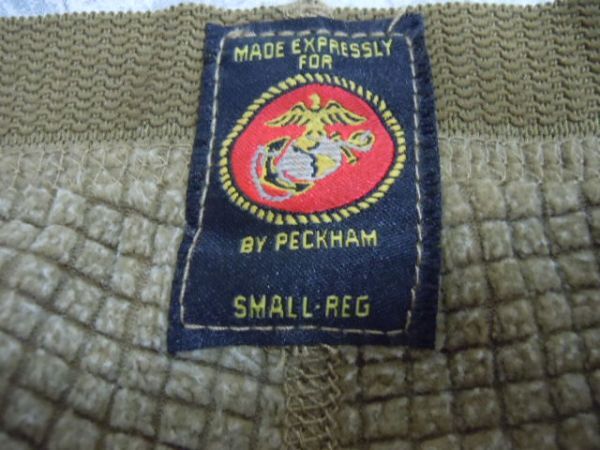 MADE EXPRESSLY
FOR
BY PECKHAM
SMALL-REG